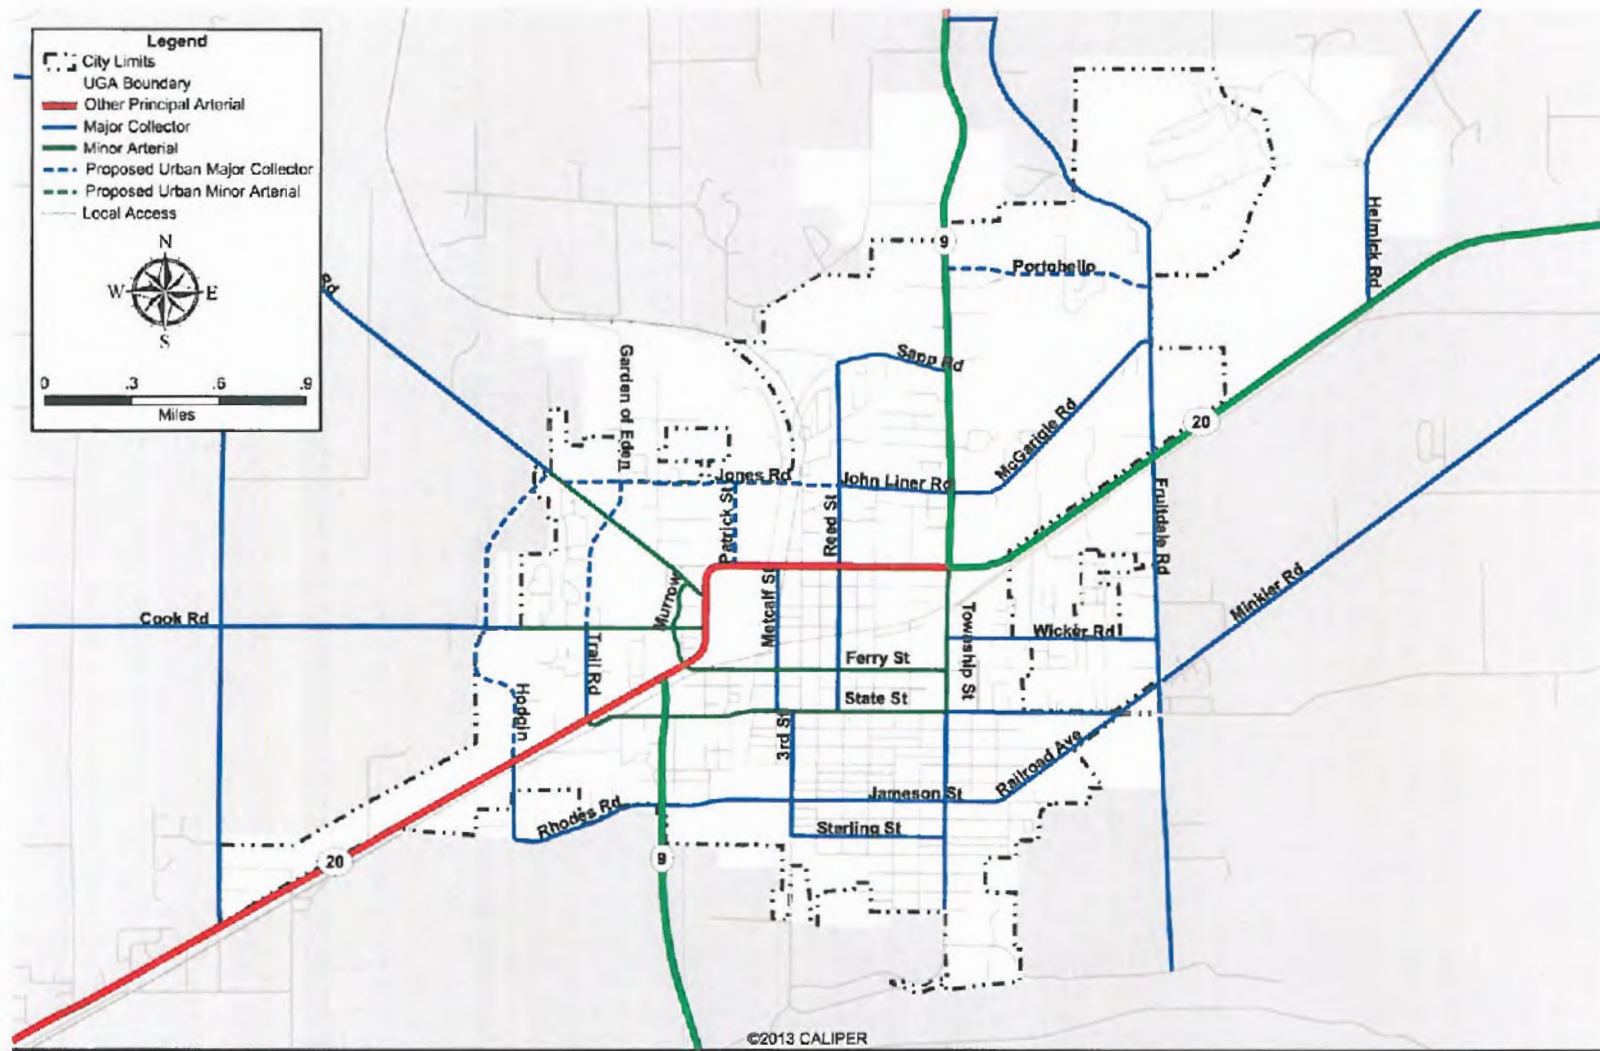 Legend
City Limits
UGA Boundary
Other Principal Arterial
Major Collector
Minor Arterial
Proposed Urban Major Collector
Proposed Urban Minor Arterial
Local Access
N
W
E
S
0 .3 .6 .9
Miles
Rd
9
Portobello
Helmick Rd
Sapp Rd
Garden of Eden
McGarigle Rd
20
Jones Rd
John Liner Rd
Patrick St
Reed St
Fruitdale Rd
Murrow
Metcalf St
Minkler Rd
Cook Rd
Township St
Wicker Rd
Trail Rd
Ferry St
State St
Hodgin
3rd St
Railroad Ave
Jameson St
Rhodes Rd
Sterling St
20
9
©2013 CALIPER